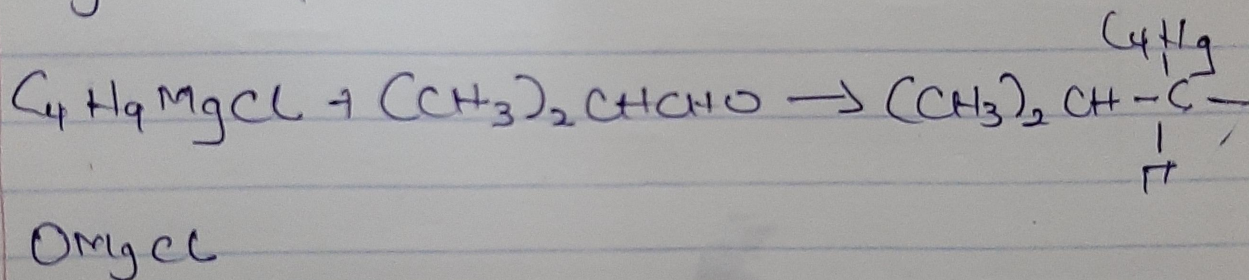 C4H9
C4H9MgCl + (CH3)2CHCHO → (CH3)2CH-C-
H
OMgCl